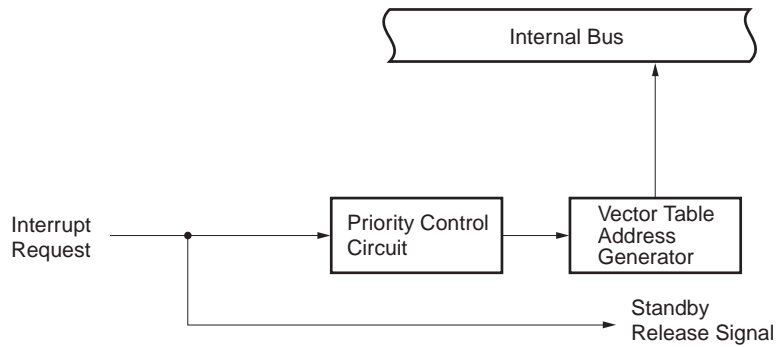 Internal Bus
Interrupt
Request
Priority Control
Circuit
Vector Table
Address
Generator
Standby
Release Signal